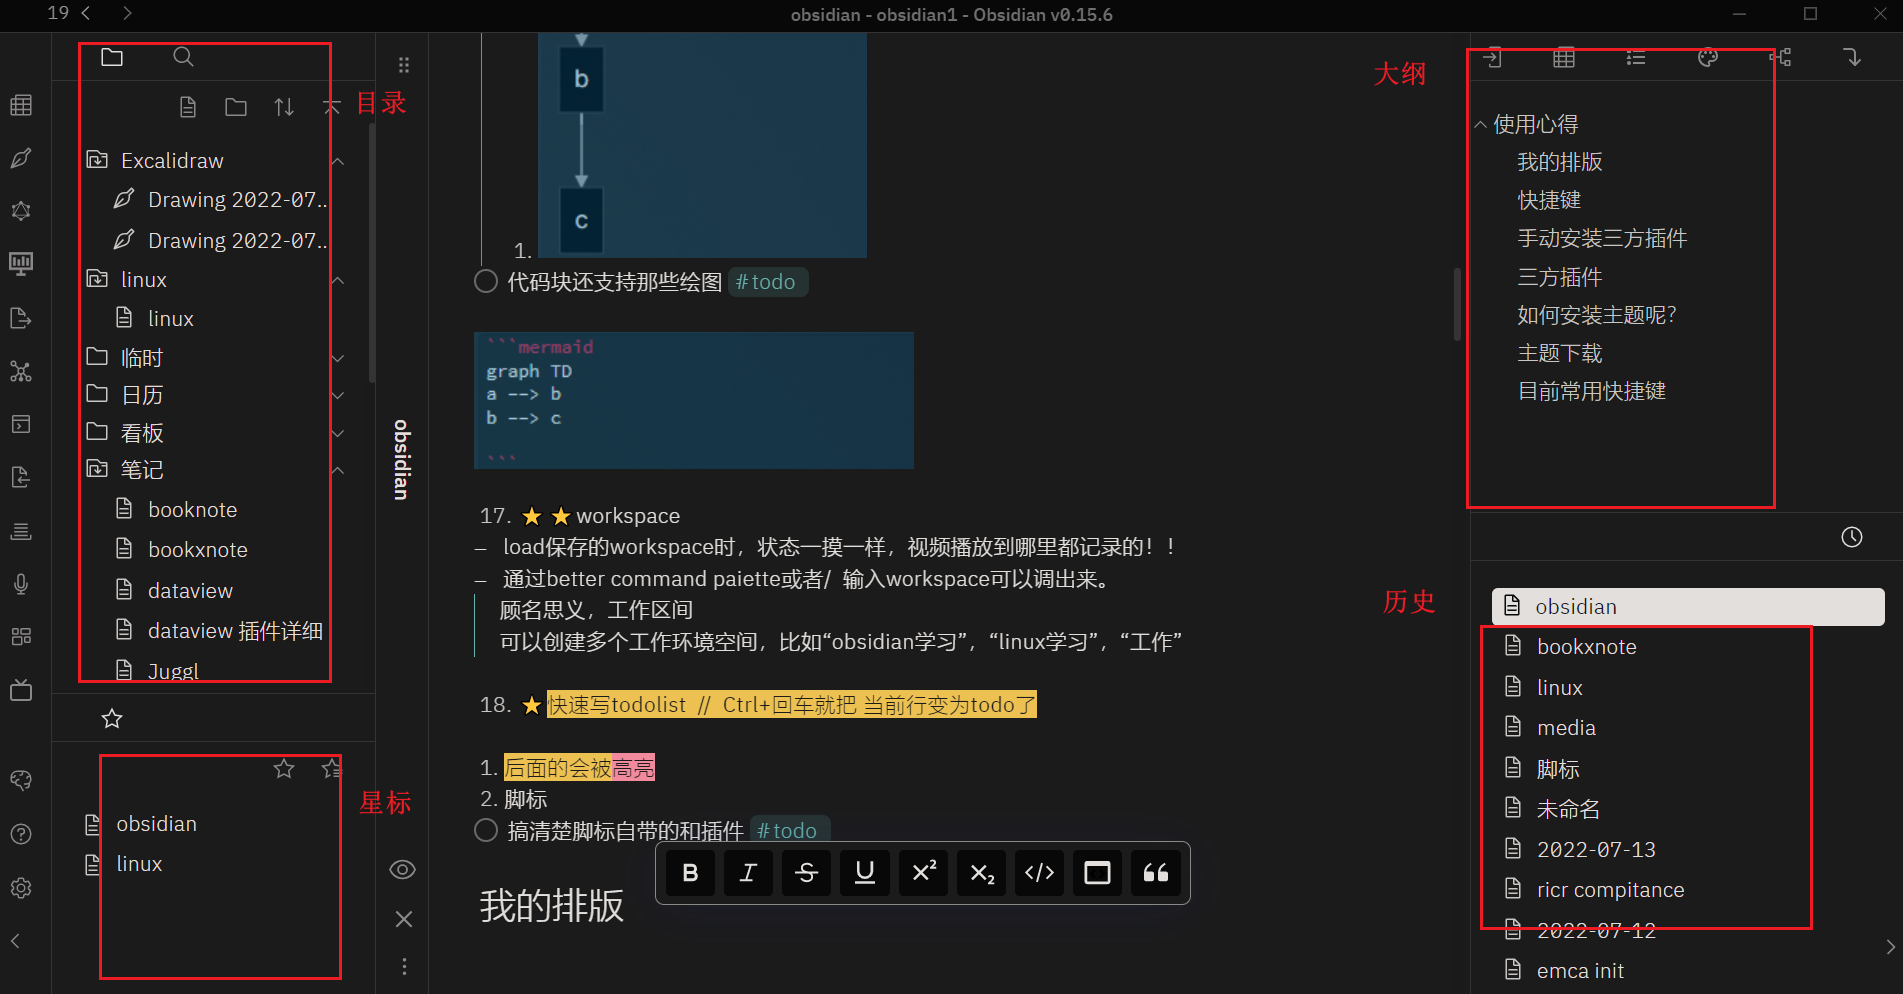 19
obsidian - obsidian1 - Obsidian v0.15.6
目录
Excalidraw
Drawing 2022-07..
Drawing 2022-07..
linux
linux
临时
日历
看板
笔记
booknote
bookxnote
dataview
dataview 插件详细
Juggl
星标
obsidian
linux
obsidian
b
c
1.
代码块还支持那些绘图 #todo
```mermaid
graph TD
a --> b
b --> c
```
17. ⭐ ⭐ workspace
– load保存的workspace时，状态一摸一样，视频播放到哪里都记录的！！
– 通过better command paiette或者/ 输入workspace可以调出来。
顾名思义，工作区间
可以创建多个工作环境空间，比如“obsidian学习”，“linux学习”，“工作”
18. ⭐快速写todolist // Ctrl+回车就把 当前行变为todo了
1. 后面的会被高亮
2. 脚标
搞清楚脚标自带的和插件 #todo
B I S U X² X₂ </>
我的排版
大纲
使用心得
我的排版
快捷键
手动安装三方插件
三方插件
如何安装主题呢？
主题下载
目前常用快捷键
历史
obsidian
bookxnote
linux
media
脚标
未命名
2022-07-13
ricr compitance
2022-07-12
emca init